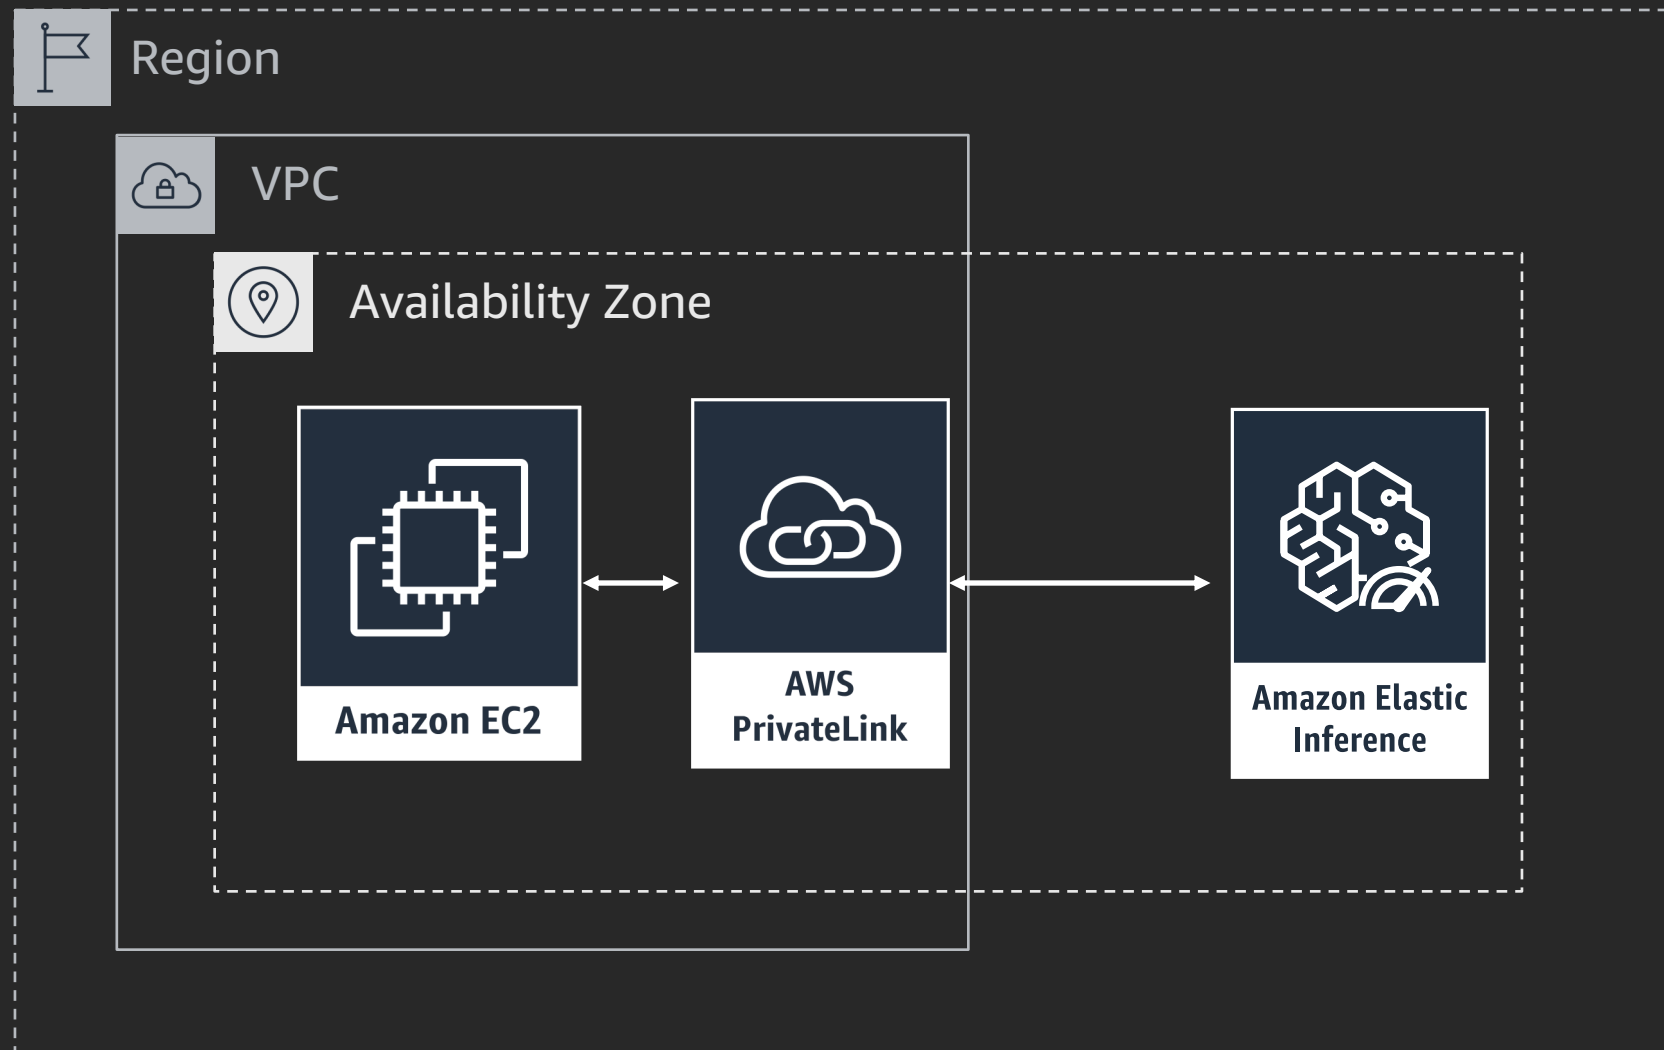 Region
VPC
Availability Zone
Amazon EC2
AWS
PrivateLink
Amazon Elastic
Inference